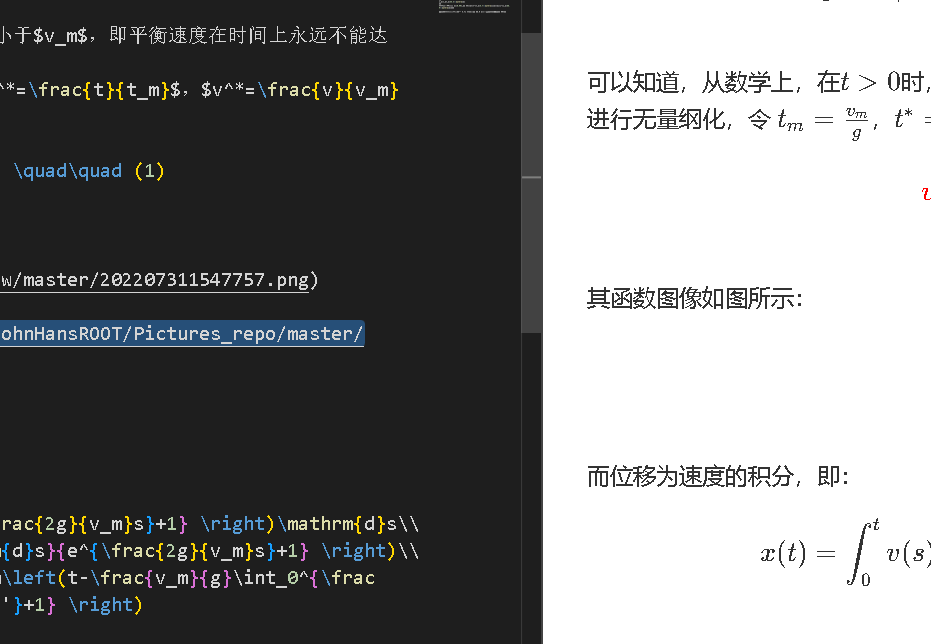 小于$v_m$，即平衡速度在时间上永远不能达
^*=\frac{t}{t_m}$，$v^*=\frac{v}{v_m}
\quad\quad (1)
w/master/202207311547757.png)
ohnHansROOT/Pictures_repo/master/
rac{2g}{v_m}s}+1} \right)\mathrm{d}s\\
{d}s}{e^{\frac{2g}{v_m}s}+1} \right)\\
\left(t-\frac{v_m}{g}\int_0^{\frac
'}+1} \right)
可以知道，从数学上，在t > 0时，
进行无量纲化，令 t_m = \frac{v_m}{g}，t* =
其函数图像如图所示：
而位移为速度的积分，即：
x(t) = ∫_0^t v(s)